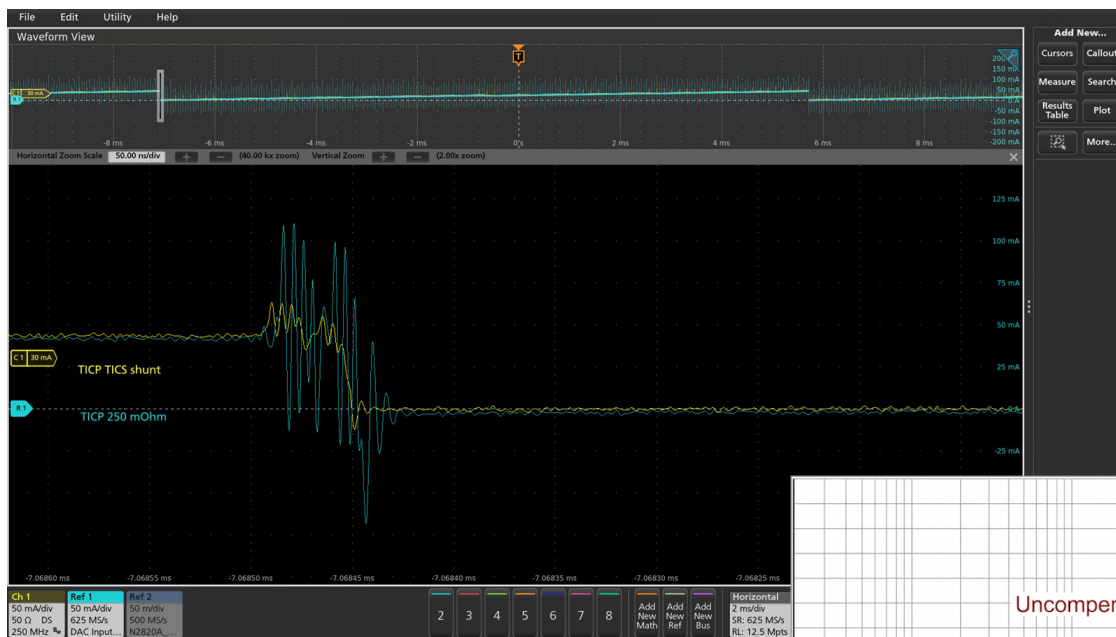 File Edit Utility Help
Waveform View
Add New...
Cursors Callout
Measure Search
Results Table Plot
More...
T
150 mA
100 mA
50 mA
0 A
-50 mA
-100 mA
-150 mA
-200 mA
C 1 30 mA
R 1
-8 ms -6 ms -4 ms -2 ms 0 s 2 ms 4 ms 6 ms 8 ms
Horizontal Zoom Scale 50.00 ns/div + − (40.00 kx zoom) Vertical Zoom + − (2.00x zoom)
125 mA
100 mA
75 mA
50 mA
25 mA
0 A
-25 mA
C 1 30 mA
TICP TICS shunt
R 1
TICP 250 mOhm
-7.06860 ms -7.06855 ms -7.06850 ms -7.06845 ms -7.06840 ms -7.06835 ms -7.06830 ms -7.06825 ms
Ch 1
50 mA/div
50 Ω DS
250 MHz
Ref 1
50 mA/div
625 MS/s
DAC Input...
Ref 2
50 m/div
500 MS/s
N2820A_...
2 3 4 5 6 7 8
Add New Math
Add New Ref
Add New Bus
Horizontal
2 ms/div
SR: 625 MS/s
RL: 12.5 Mpts
Uncomper